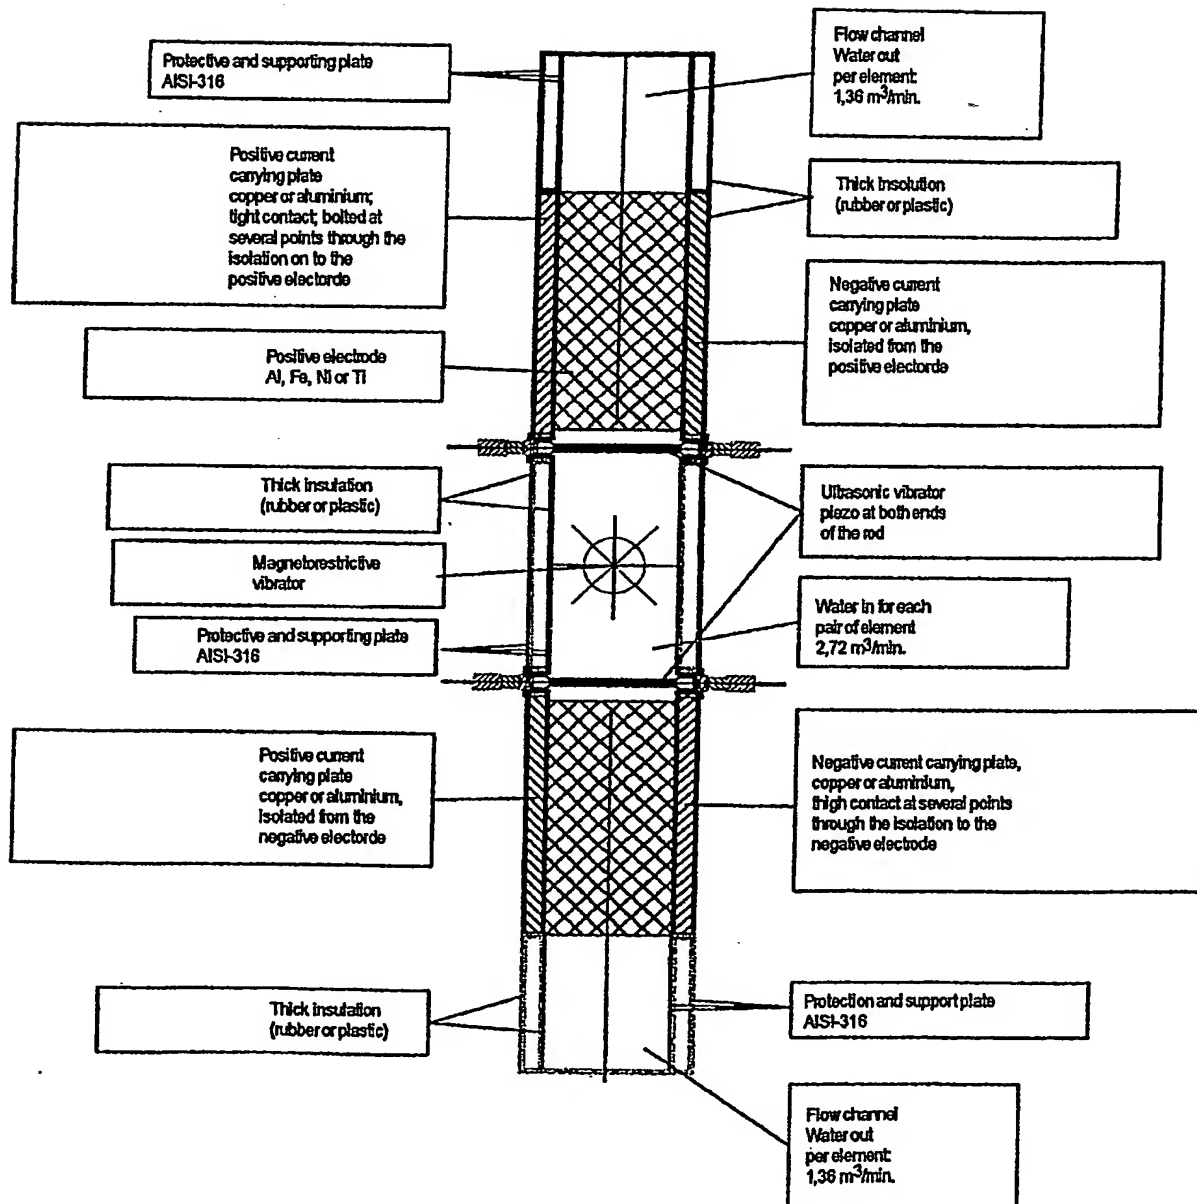 Protective and supporting plate
AISI-316
Flow channel
Water out
per element:
1,36 m³/min.
Positive current
carrying plate
copper or aluminium;
tight contact; bolted at
several points through the
isolation on to the
positive electorde
Thick insolution
(rubber or plastic)
Negative current
carrying plate
copper or aluminium,
isolated from the
positive electorde
Positive electrode
Al, Fe, Ni or Ti
Thick insulation
(rubber or plastic)
Ultrasonic vibrator
piezo at both ends
of the rod
Magnetorestrictive
vibrator
Water in for each
pair of element
2,72 m³/min.
Protective and supporting plate
AISI-316
Positive current
carrying plate
copper or aluminium,
isolated from the
negative electorde
Negative current carrying plate,
copper or aluminium,
thigh contact at several points
through the isolation to the
negative electrode
Thick insulation
(rubber or plastic)
Protection and support plate
AISI-316
Flow channel
Water out
per element:
1,36 m³/min.